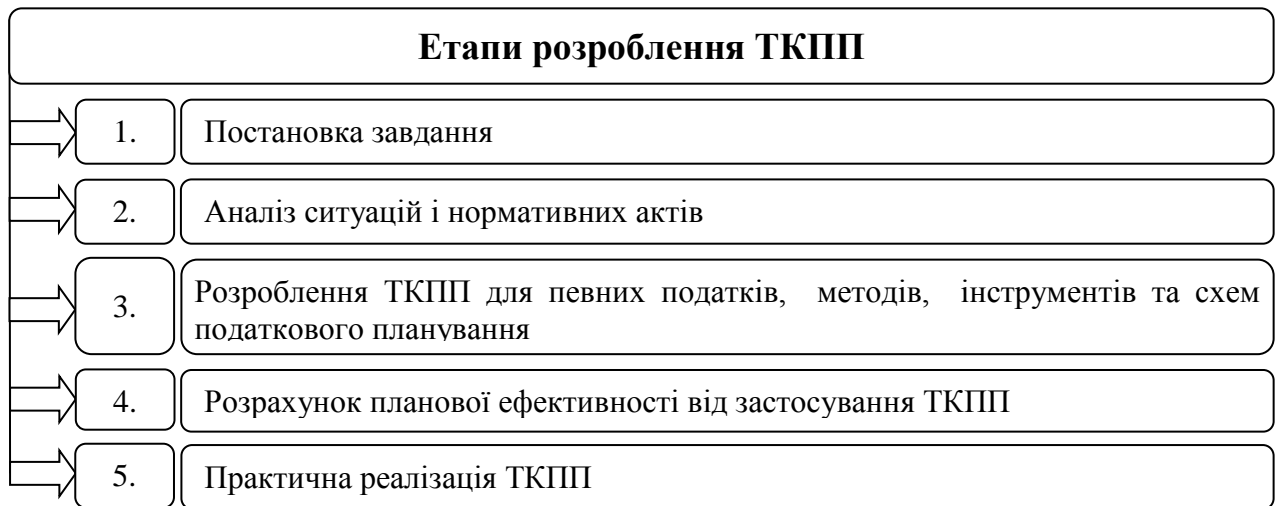 Етапи розроблення ТКПП
1. Постановка завдання
2. Аналіз ситуацій і нормативних актів
3. Розроблення ТКПП для певних податків, методів, інструментів та схем
податкового планування
4. Розрахунок планової ефективності від застосування ТКПП
5. Практична реалізація ТКПП